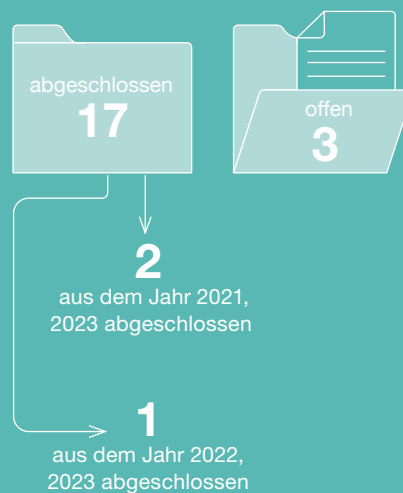 abgeschlossen
17
offen
3
2
aus dem Jahr 2021,
2023 abgeschlossen
1
aus dem Jahr 2022,
2023 abgeschlossen